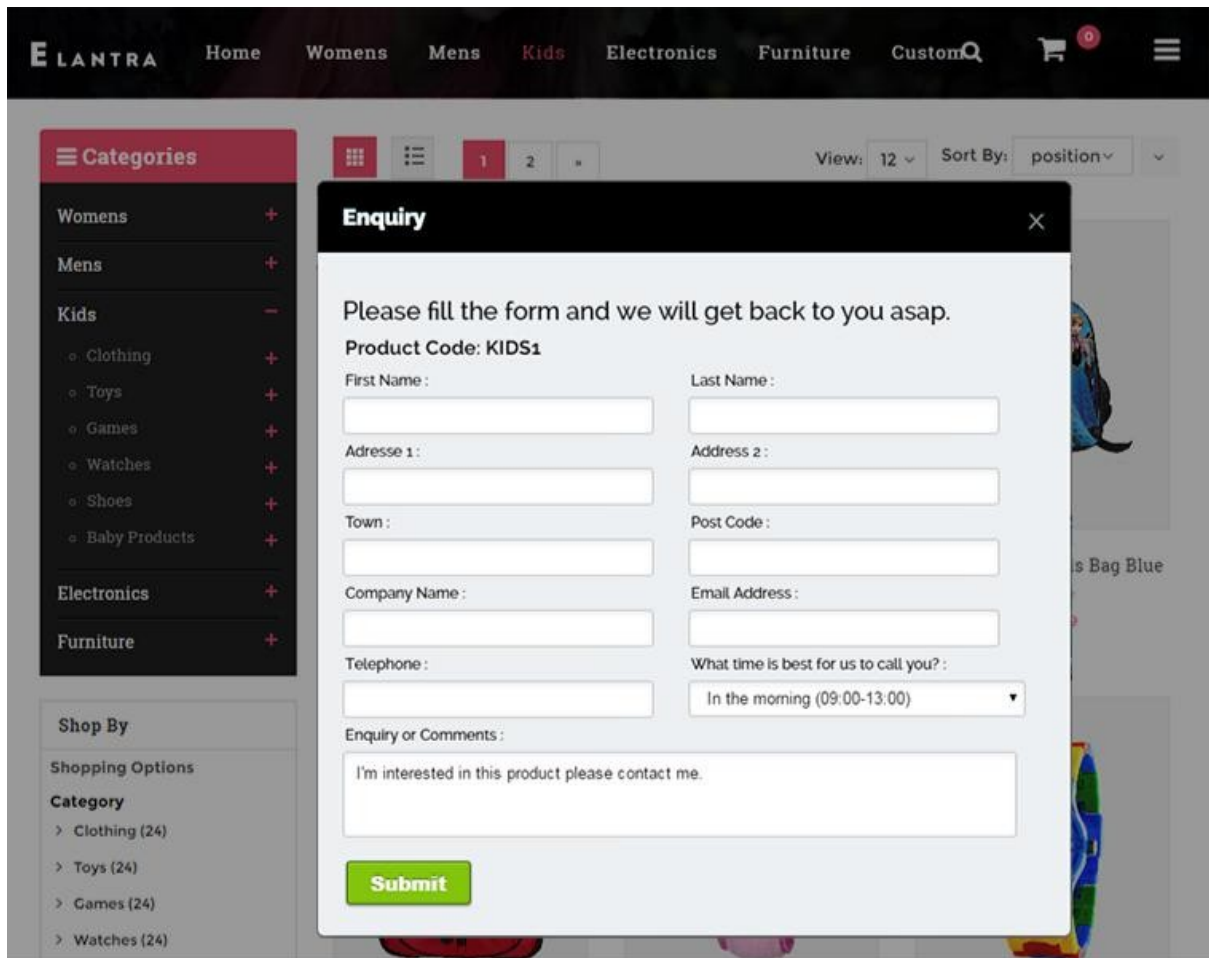 ELANTRA Home Womens Mens Kids Electronics Furniture Custom 0
Categories
1 2 »
View: 12 Sort By: position
Womens +
Mens +
Kids −
Clothing +
Toys +
Games +
Watches +
Shoes +
Baby Products +
Electronics +
Furniture +
Shop By
Shopping Options
Category
> Clothing (24)
> Toys (24)
> Games (24)
> Watches (24)
Enquiry ×
Please fill the form and we will get back to you asap.
Product Code: KIDS1
First Name : Last Name :
Adresse 1 : Address 2 :
Town : Post Code :
Company Name : Email Address :
Telephone : What time is best for us to call you? :
In the morning (09:00-13:00)
Enquiry or Comments :
I'm interested in this product please contact me.
Submit
Bag Blue